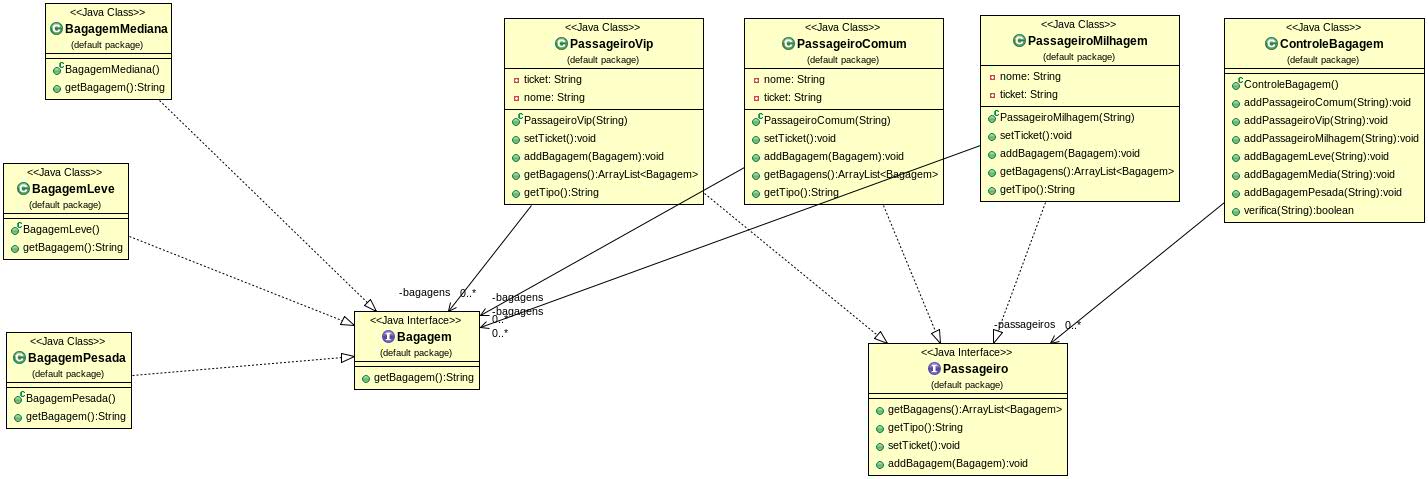 <<Java Class>>
BagagemMediana
(default package)
BagagemMediana()
getBagagem():String
<<Java Class>>
PassageiroVip
(default package)
ticket: String
nome: String
PassageiroVip(String)
setTicket():void
addBagagem(Bagagem):void
getBagagens():ArrayList<Bagagem>
getTipo():String
<<Java Class>>
PassageiroComum
(default package)
nome: String
ticket: String
PassageiroComum(String)
setTicket():void
addBagagem(Bagagem):void
getBagagens():ArrayList<Bagagem>
getTipo():String
<<Java Class>>
PassageiroMilhagem
(default package)
nome: String
ticket: String
PassageiroMilhagem(String)
setTicket():void
addBagagem(Bagagem):void
getBagagens():ArrayList<Bagagem>
getTipo():String
<<Java Class>>
ControleBagagem
(default package)
ControleBagagem()
addPassageiroComum(String):void
addPassageiroVip(String):void
addPassageiroMilhagem(String):void
addBagagemLeve(String):void
addBagagemMedia(String):void
addBagagemPesada(String):void
verifica(String):boolean
<<Java Class>>
BagagemLeve
(default package)
BagagemLeve()
getBagagem():String
<<Java Class>>
BagagemPesada
(default package)
BagagemPesada()
getBagagem():String
-bagagens 0..*
-bagagens
-bagagens
0..*
0..*
<<Java Interface>>
Bagagem
(default package)
getBagagem():String
-passageiros 0..*
<<Java Interface>>
Passageiro
(default package)
getBagagens():ArrayList<Bagagem>
getTipo():String
setTicket():void
addBagagem(Bagagem):void